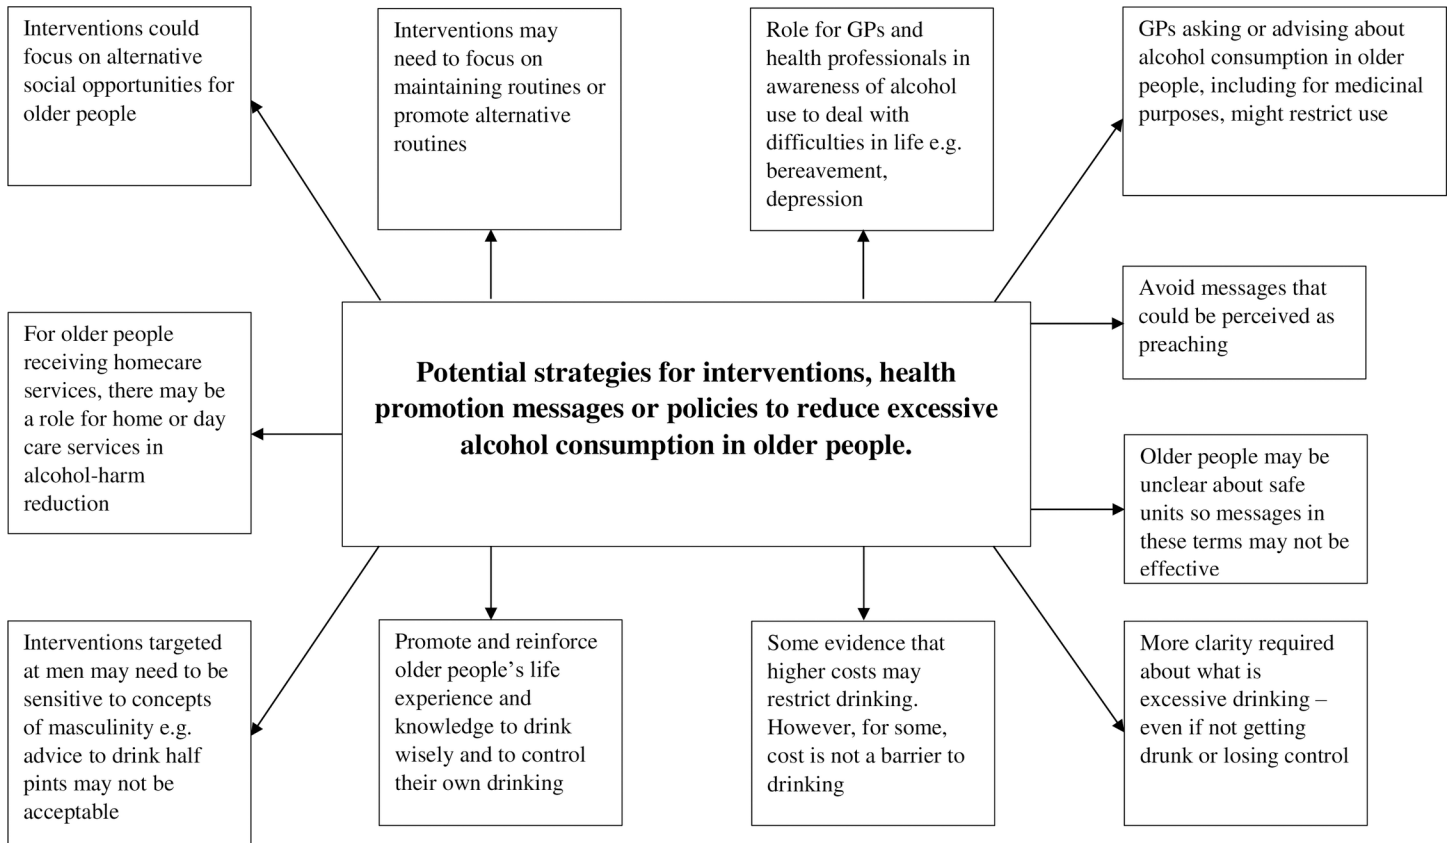 Interventions could
focus on alternative
social opportunities for
older people
Interventions may
need to focus on
maintaining routines or
promote alternative
routines
Role for GPs and
health professionals in
awareness of alcohol
use to deal with
difficulties in life e.g.
bereavement,
depression
GPs asking or advising about
alcohol consumption in older
people, including for medicinal
purposes, might restrict use
For older people
receiving homecare
services, there may be
a role for home or day
care services in
alcohol-harm
reduction
Potential strategies for interventions, health
promotion messages or policies to reduce excessive
alcohol consumption in older people.
Avoid messages that
could be perceived as
preaching
Older people may be
unclear about safe
units so messages in
these terms may not be
effective
Interventions targeted
at men may need to be
sensitive to concepts
of masculinity e.g.
advice to drink half
pints may not be
acceptable
Promote and reinforce
older people’s life
experience and
knowledge to drink
wisely and to control
their own drinking
Some evidence that
higher costs may
restrict drinking.
However, for some,
cost is not a barrier to
drinking
More clarity required
about what is
excessive drinking –
even if not getting
drunk or losing control